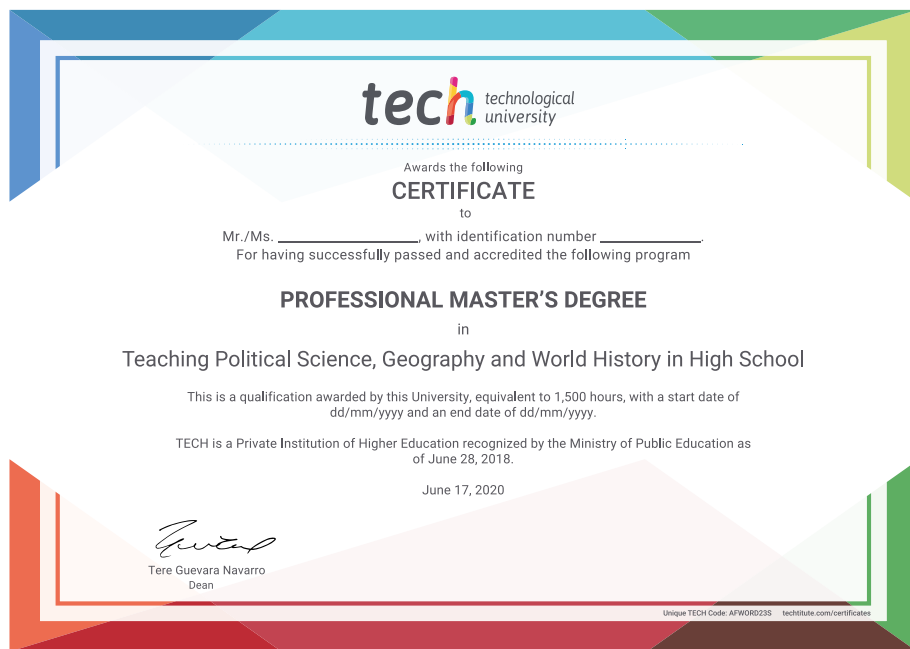 tech technological
university
Awards the following
CERTIFICATE
to
Mr./Ms. ____________________, with identification number ______________.
For having successfully passed and accredited the following program
PROFESSIONAL MASTER’S DEGREE
in
Teaching Political Science, Geography and World History in High School
This is a qualification awarded by this University, equivalent to 1,500 hours, with a start date of
dd/mm/yyyy and an end date of dd/mm/yyyy.
TECH is a Private Institution of Higher Education recognized by the Ministry of Public Education as
of June 28, 2018.
June 17, 2020
Tere Guevara Navarro
Dean
Unique TECH Code: AFWORD23S techtitute.com/certificates